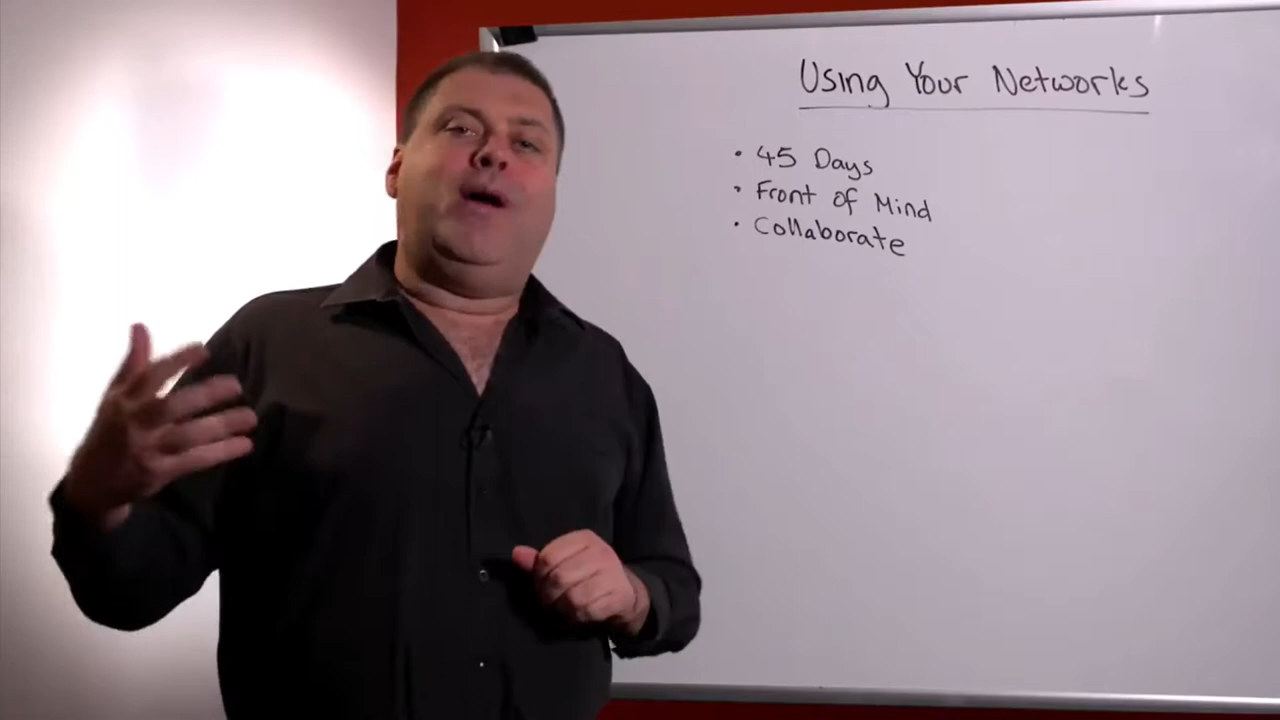 Using Your Networks
• 45 Days
• Front of Mind
• Collaborate